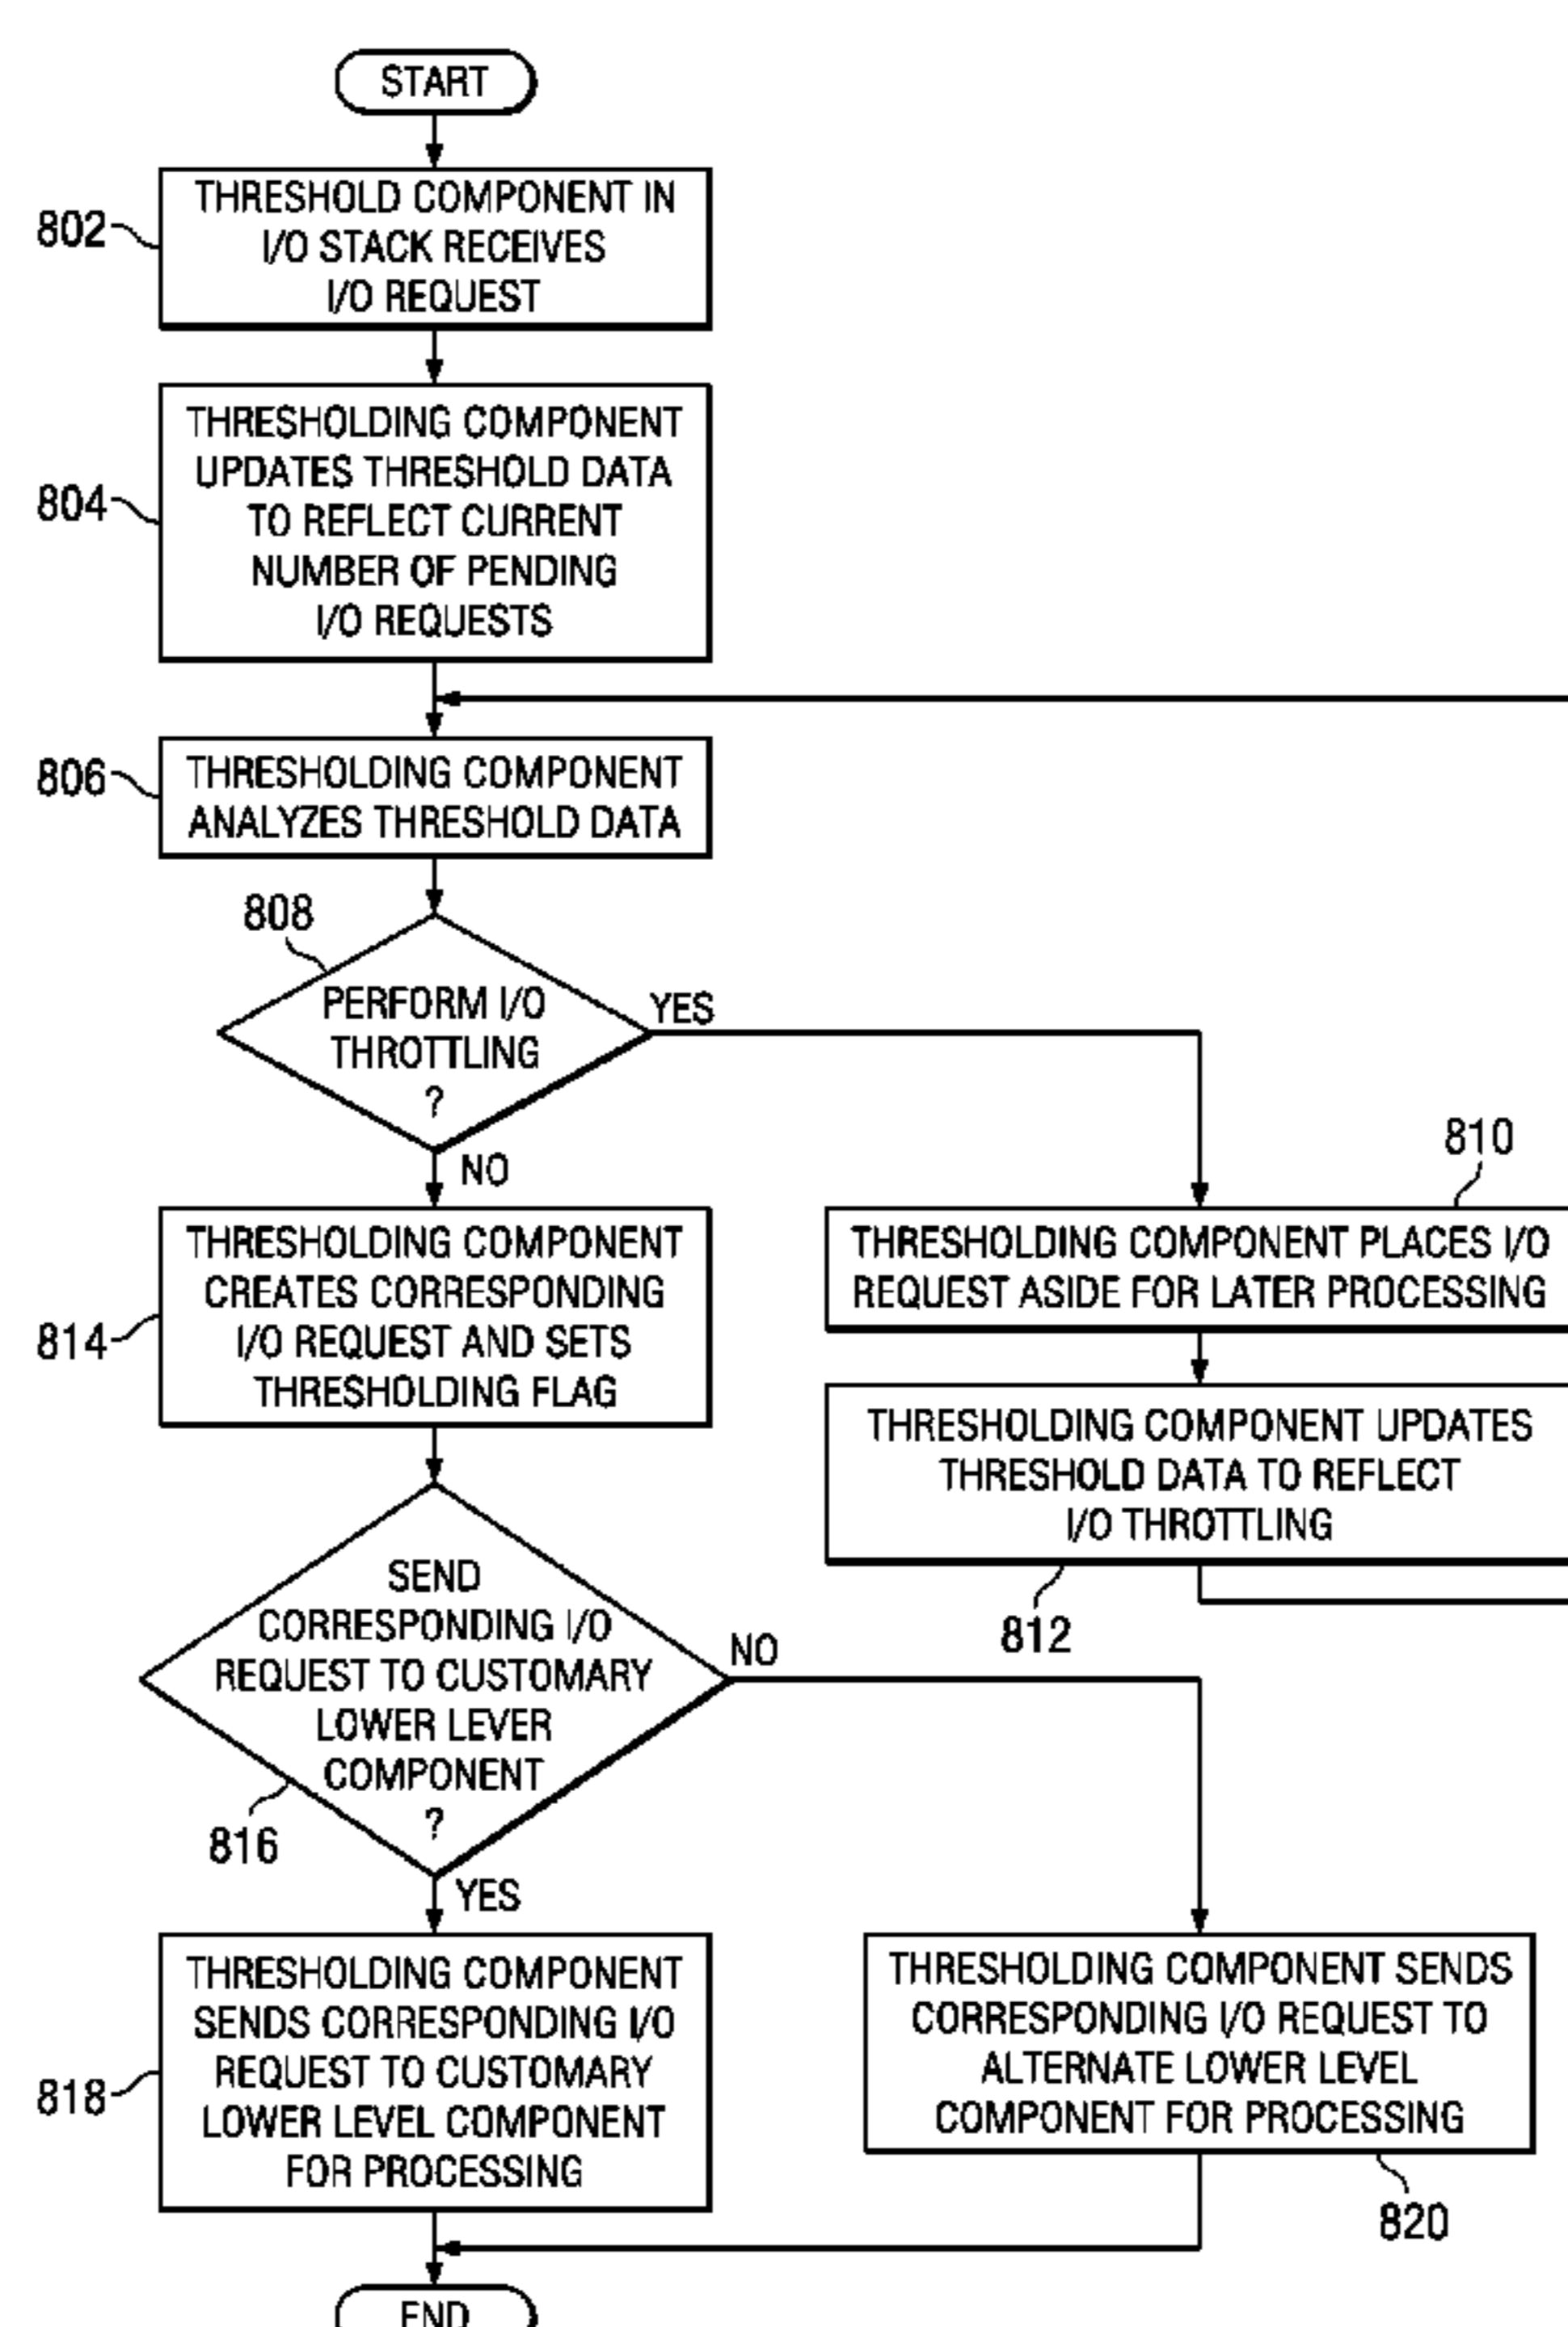 START
802
THRESHOLD COMPONENT IN
I/O STACK RECEIVES
I/O REQUEST
804
THRESHOLDING COMPONENT
UPDATES THRESHOLD DATA
TO REFLECT CURRENT
NUMBER OF PENDING
I/O REQUESTS
806
THRESHOLDING COMPONENT
ANALYZES THRESHOLD DATA
808
PERFORM I/O
THROTTLING
?
YES
NO
810
THRESHOLDING COMPONENT PLACES I/O
REQUEST ASIDE FOR LATER PROCESSING
THRESHOLDING COMPONENT UPDATES
THRESHOLD DATA TO REFLECT
I/O THROTTLING
812
814
THRESHOLDING COMPONENT
CREATES CORRESPONDING
I/O REQUEST AND SETS
THRESHOLDING FLAG
SEND
CORRESPONDING I/O
REQUEST TO CUSTOMARY
LOWER LEVER
COMPONENT
?
816
NO
YES
818
THRESHOLDING COMPONENT
SENDS CORRESPONDING I/O
REQUEST TO CUSTOMARY
LOWER LEVEL COMPONENT
FOR PROCESSING
THRESHOLDING COMPONENT SENDS
CORRESPONDING I/O REQUEST TO
ALTERNATE LOWER LEVEL
COMPONENT FOR PROCESSING
820
END